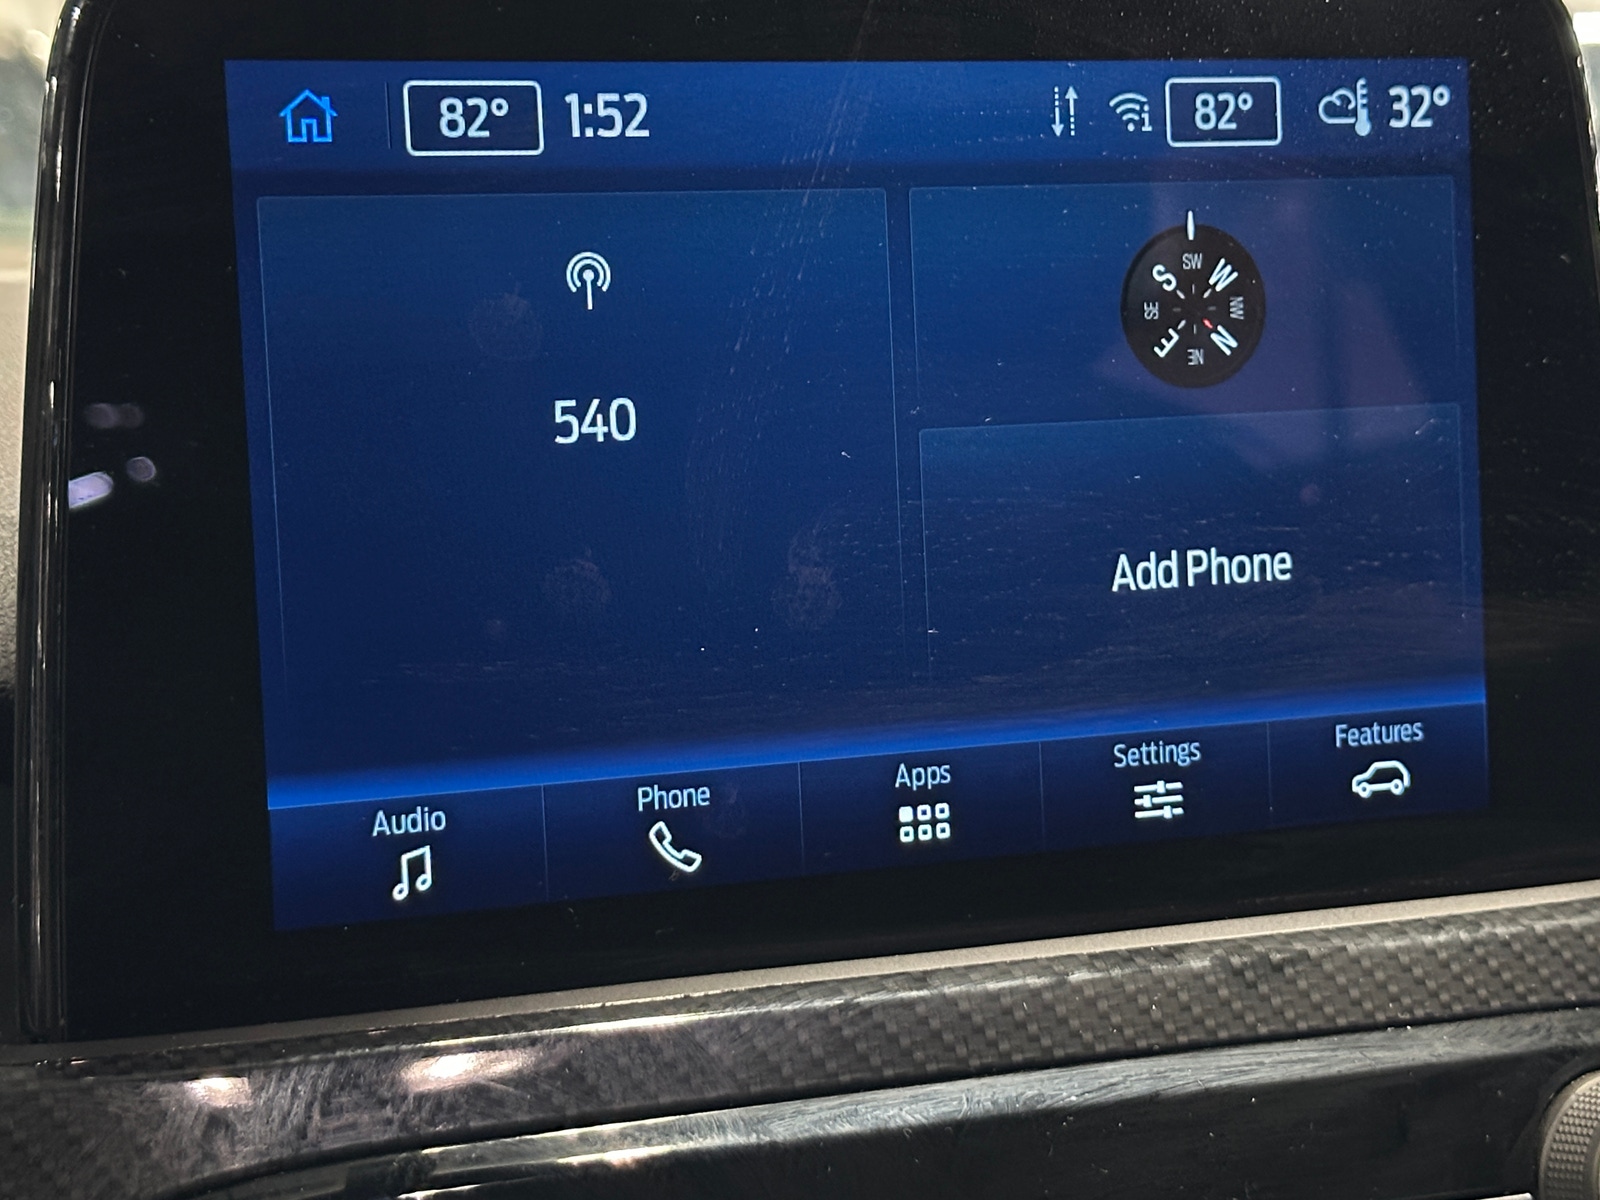 82° 1:52 82° 32°
540
SW
S W
SE NW
E N
NE
Add Phone
Audio Phone Apps Settings Features